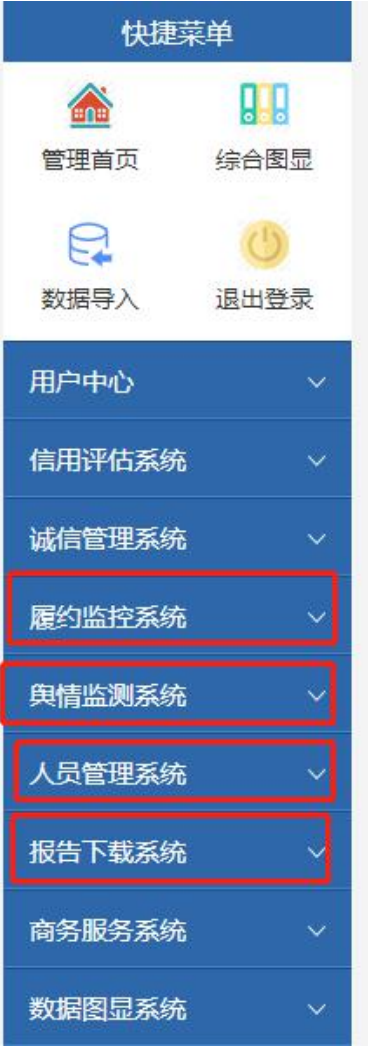 快捷菜单
管理首页 综合图显
数据导入 退出登录
用户中心
信用评估系统
诚信管理系统
履约监控系统
舆情监测系统
人员管理系统
报告下载系统
商务服务系统
数据图显系统